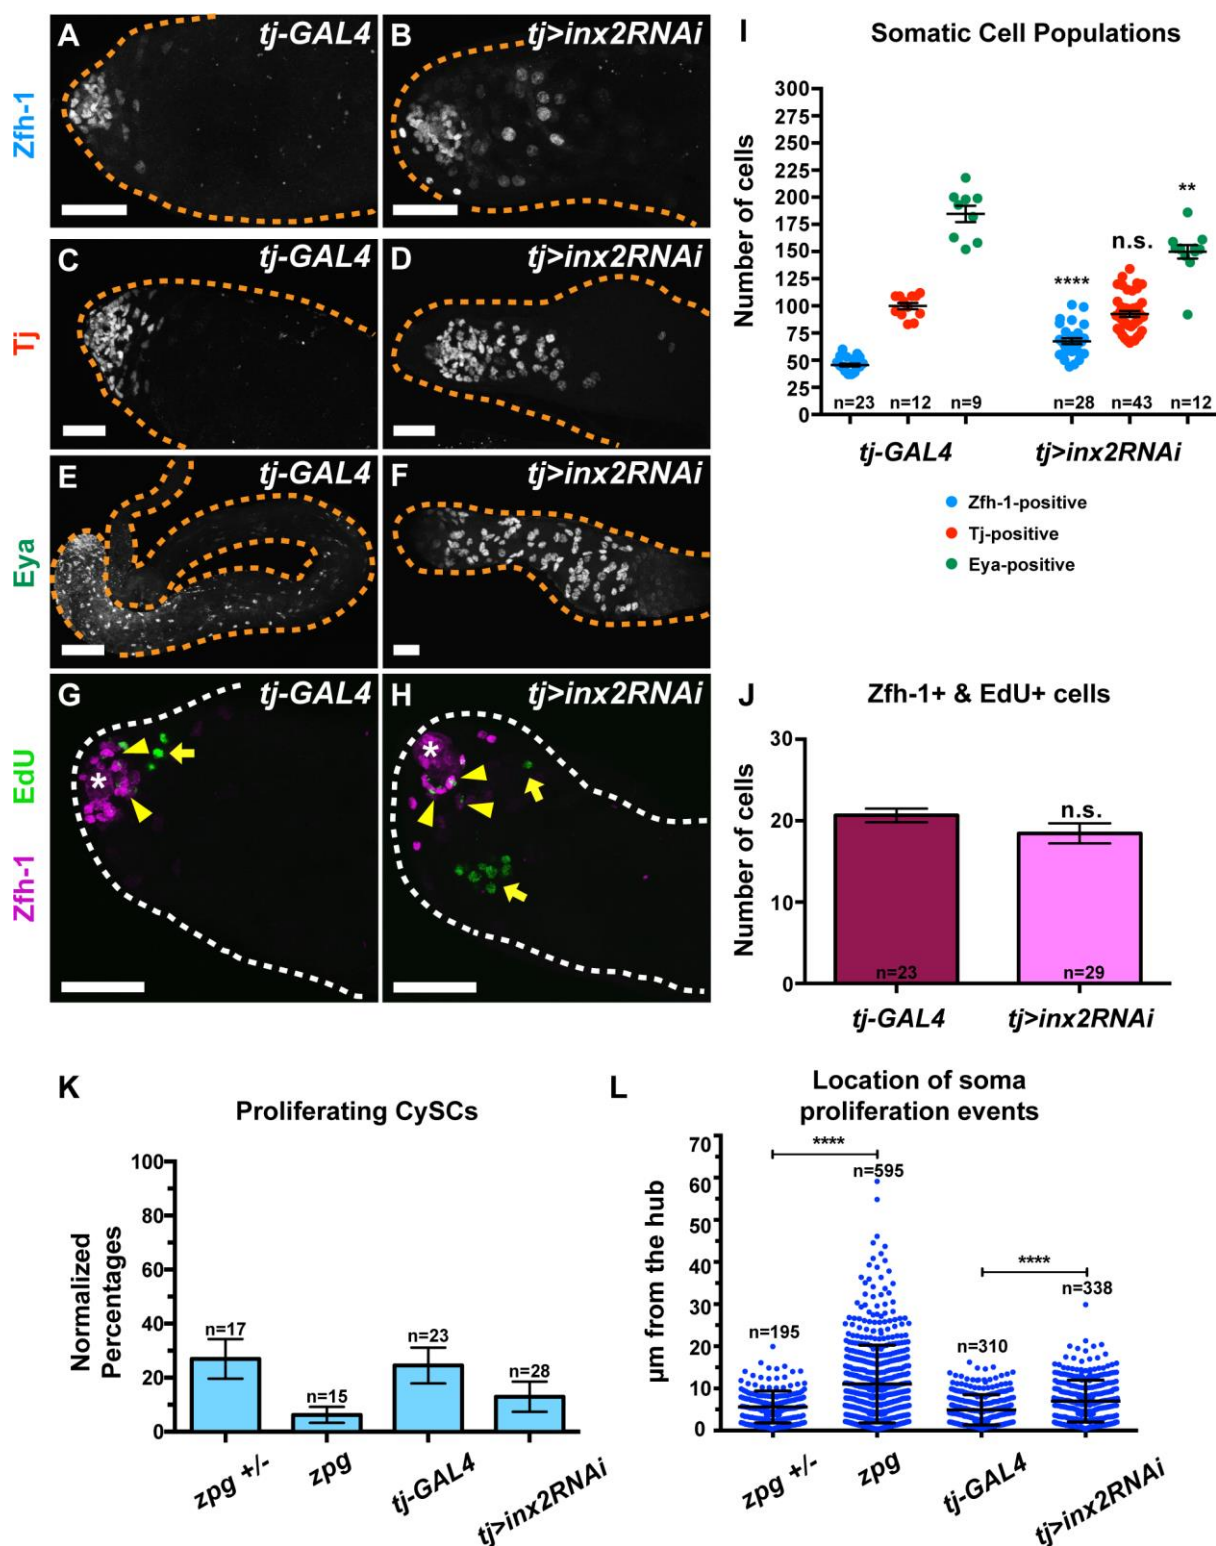 A tj-GAL4
B tj>inx2RNAi
Zfh-1
C tj-GAL4
D tj>inx2RNAi
Tj
E tj-GAL4
F tj>inx2RNAi
Eya
G tj-GAL4
H tj>inx2RNAi
*
*
Zfh-1 EdU
I Somatic Cell Populations
Number of cells
300
275
250
225
200
175
150
125
100
75
50
25
0
**
n.s.
****
n=23 n=12 n=9 n=28 n=43 n=12
tj-GAL4 tj>inx2RNAi
Zfh-1-positive
Tj-positive
Eya-positive
J Zfh-1+ & EdU+ cells
Number of cells
30
20
10
0
n.s.
n=23 n=29
tj-GAL4 tj>inx2RNAi
K Proliferating CySCs
Normalized
Percentages
100
80
60
40
20
0
n=17 n=15 n=23 n=28
zpg +/- zpg tj-GAL4 tj>inx2RNAi
L Location of soma
proliferation events
µm from the hub
70
60
50
40
30
20
10
0
****
n=595
****
n=338
n=195
n=310
zpg +/- zpg tj-GAL4 tj>inx2RNAi